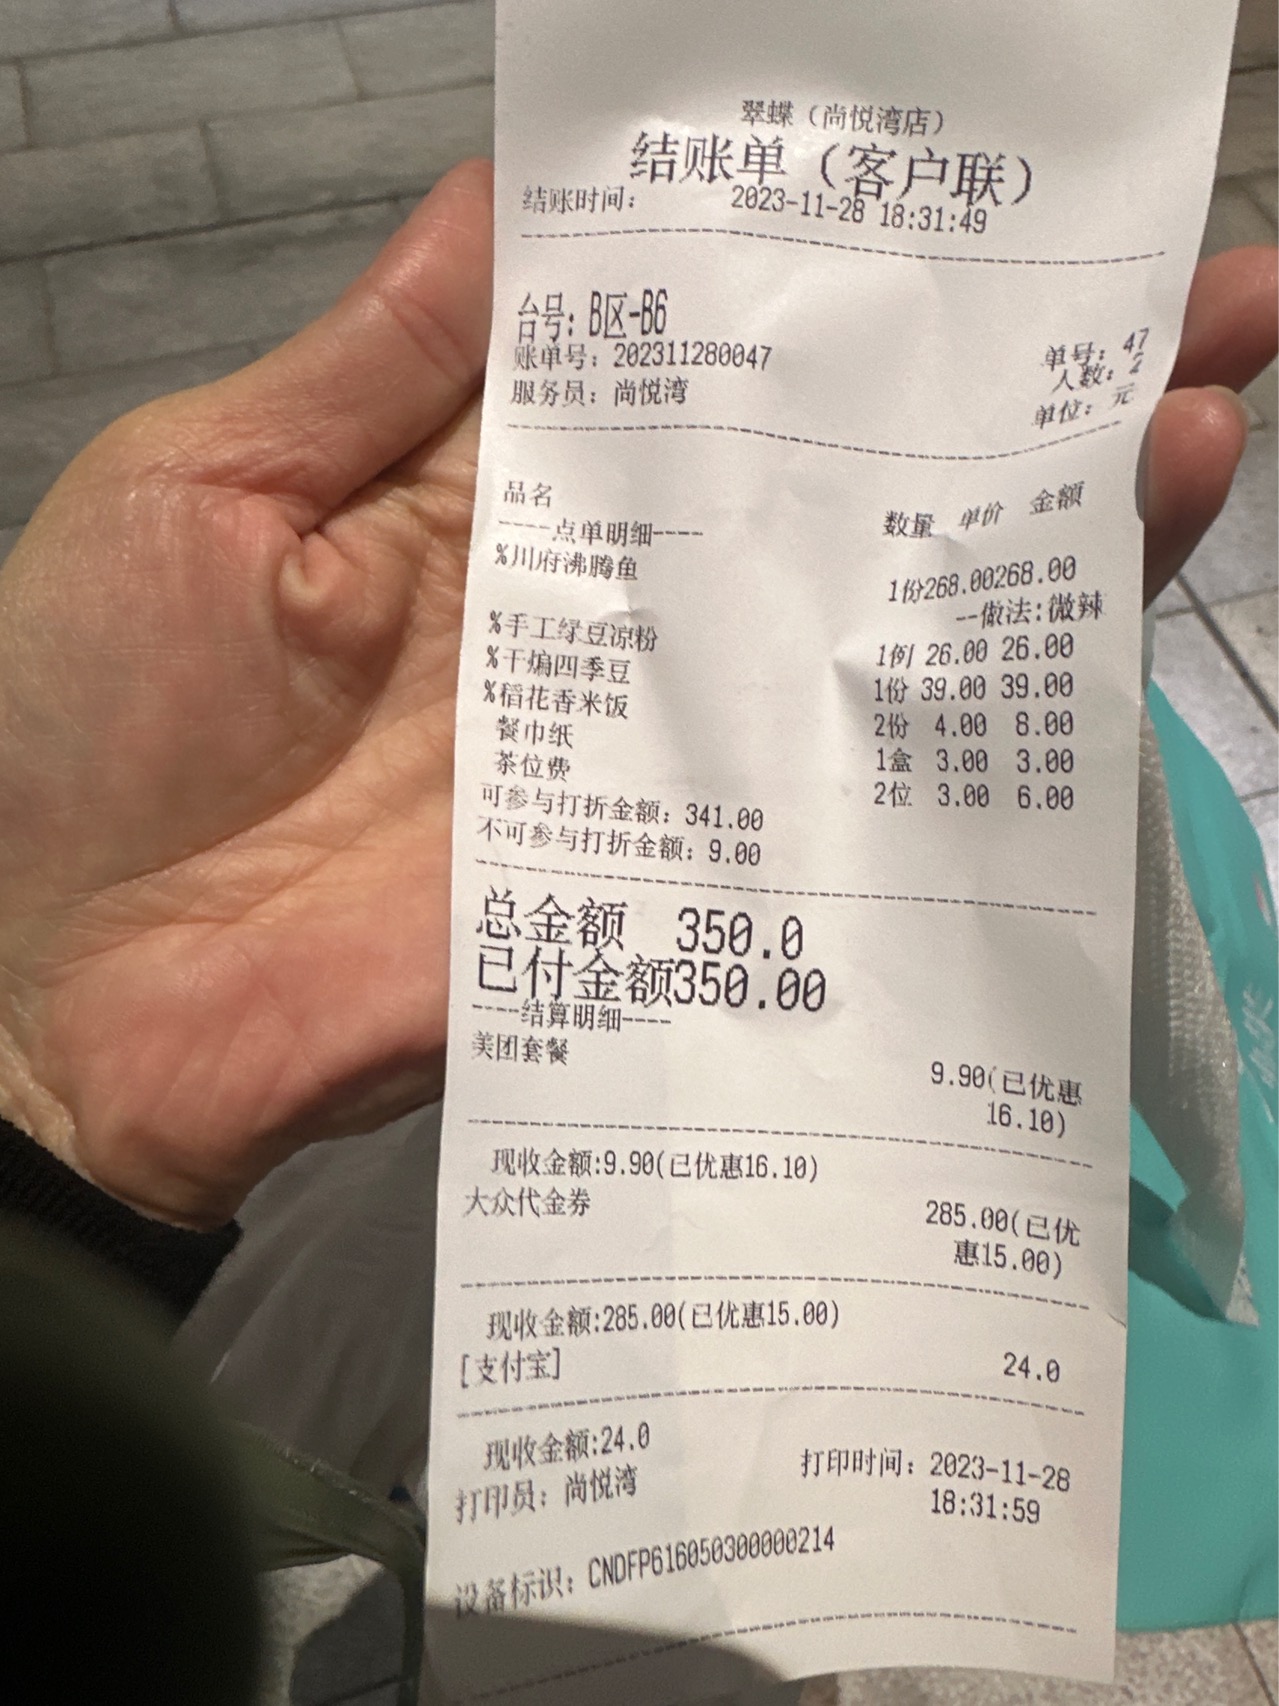 翠蝶（尚悦湾店）
结账单（客户联）
结账时间： 2023-11-28 18:31:49
台号：B区-B6
账单号：202311280047 单号：47
人数：2
服务员：尚悦湾 单位：元
品名 数量 单价 金额
----点单明细----
%川府沸腾鱼 1份268.00268.00
--做法:微辣
%手工绿豆凉粉 1例 26.00 26.00
%干煸四季豆 1份 39.00 39.00
%稻花香米饭 2份 4.00 8.00
餐巾纸 1盒 3.00 3.00
茶位费 2位 3.00 6.00
可参与打折金额：341.00
不可参与打折金额：9.00
总金额 350.0
已付金额350.00
----结算明细----
美团套餐 9.90(已优惠
16.10)
现收金额:9.90(已优惠16.10)
大众代金券 285.00(已优
惠15.00)
现收金额:285.00(已优惠15.00)
[支付宝] 24.0
现收金额:24.0
打印员：尚悦湾 打印时间：2023-11-28
18:31:59
设备标识：CNDFP616050300000214